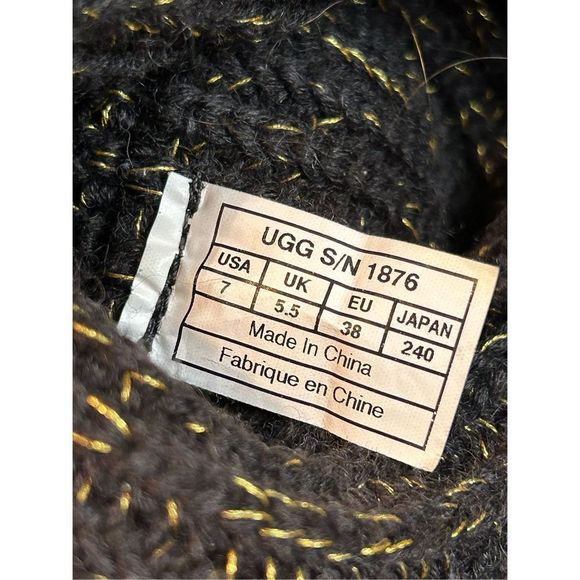 UGG S/N 1876
USA UK EU JAPAN
7 5.5 38 240
Made In China
Fabrique en Chine